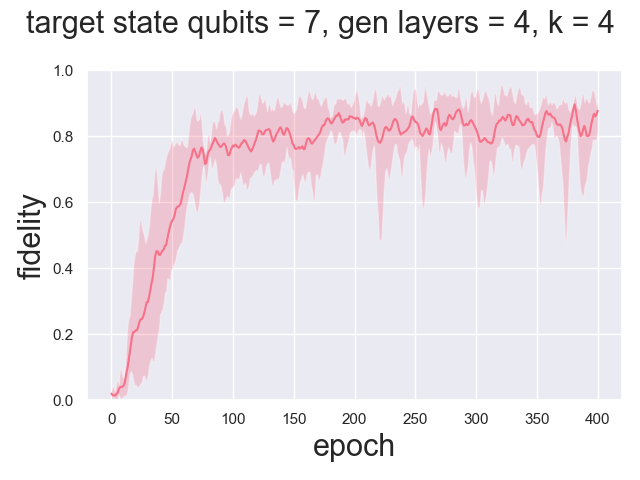 target state qubits = 7, gen layers = 4, k = 4
1.0
0.8
0.6
0.4
0.2
0.0
fidelity
0 50 100 150 200 250 300 350 400
epoch